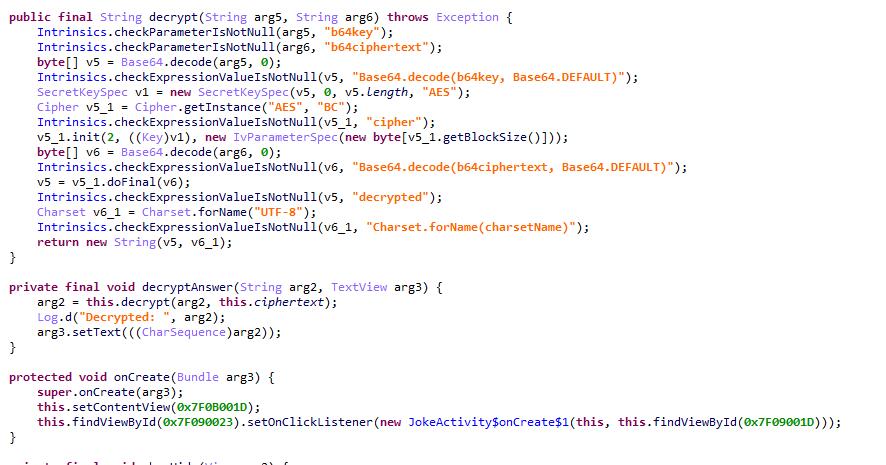 public final String decrypt(String arg5, String arg6) throws Exception {
    Intrinsics.checkParameterIsNotNull(arg5, "b64key");
    Intrinsics.checkParameterIsNotNull(arg6, "b64ciphertext");
    byte[] v5 = Base64.decode(arg5, 0);
    Intrinsics.checkExpressionValueIsNotNull(v5, "Base64.decode(b64key, Base64.DEFAULT)");
    SecretKeySpec v1 = new SecretKeySpec(v5, 0, v5.length, "AES");
    Cipher v5_1 = Cipher.getInstance("AES", "BC");
    Intrinsics.checkExpressionValueIsNotNull(v5_1, "cipher");
    v5_1.init(2, ((Key)v1), new IvParameterSpec(new byte[v5_1.getBlockSize()]));
    byte[] v6 = Base64.decode(arg6, 0);
    Intrinsics.checkExpressionValueIsNotNull(v6, "Base64.decode(b64ciphertext, Base64.DEFAULT)");
    v5 = v5_1.doFinal(v6);
    Intrinsics.checkExpressionValueIsNotNull(v5, "decrypted");
    Charset v6_1 = Charset.forName("UTF-8");
    Intrinsics.checkExpressionValueIsNotNull(v6_1, "Charset.forName(charsetName)");
    return new String(v5, v6_1);
}
private final void decryptAnswer(String arg2, TextView arg3) {
    arg2 = this.decrypt(arg2, this.ciphertext);
    Log.d("Decrypted: ", arg2);
    arg3.setText(((CharSequence)arg2));
}
protected void onCreate(Bundle arg3) {
    super.onCreate(arg3);
    this.setContentView(0x7F0B001D);
    this.findViewById(0x7F090023).setOnClickListener(new JokeActivity$onCreate$1(this, this.findViewById(0x7F09001D)));
}